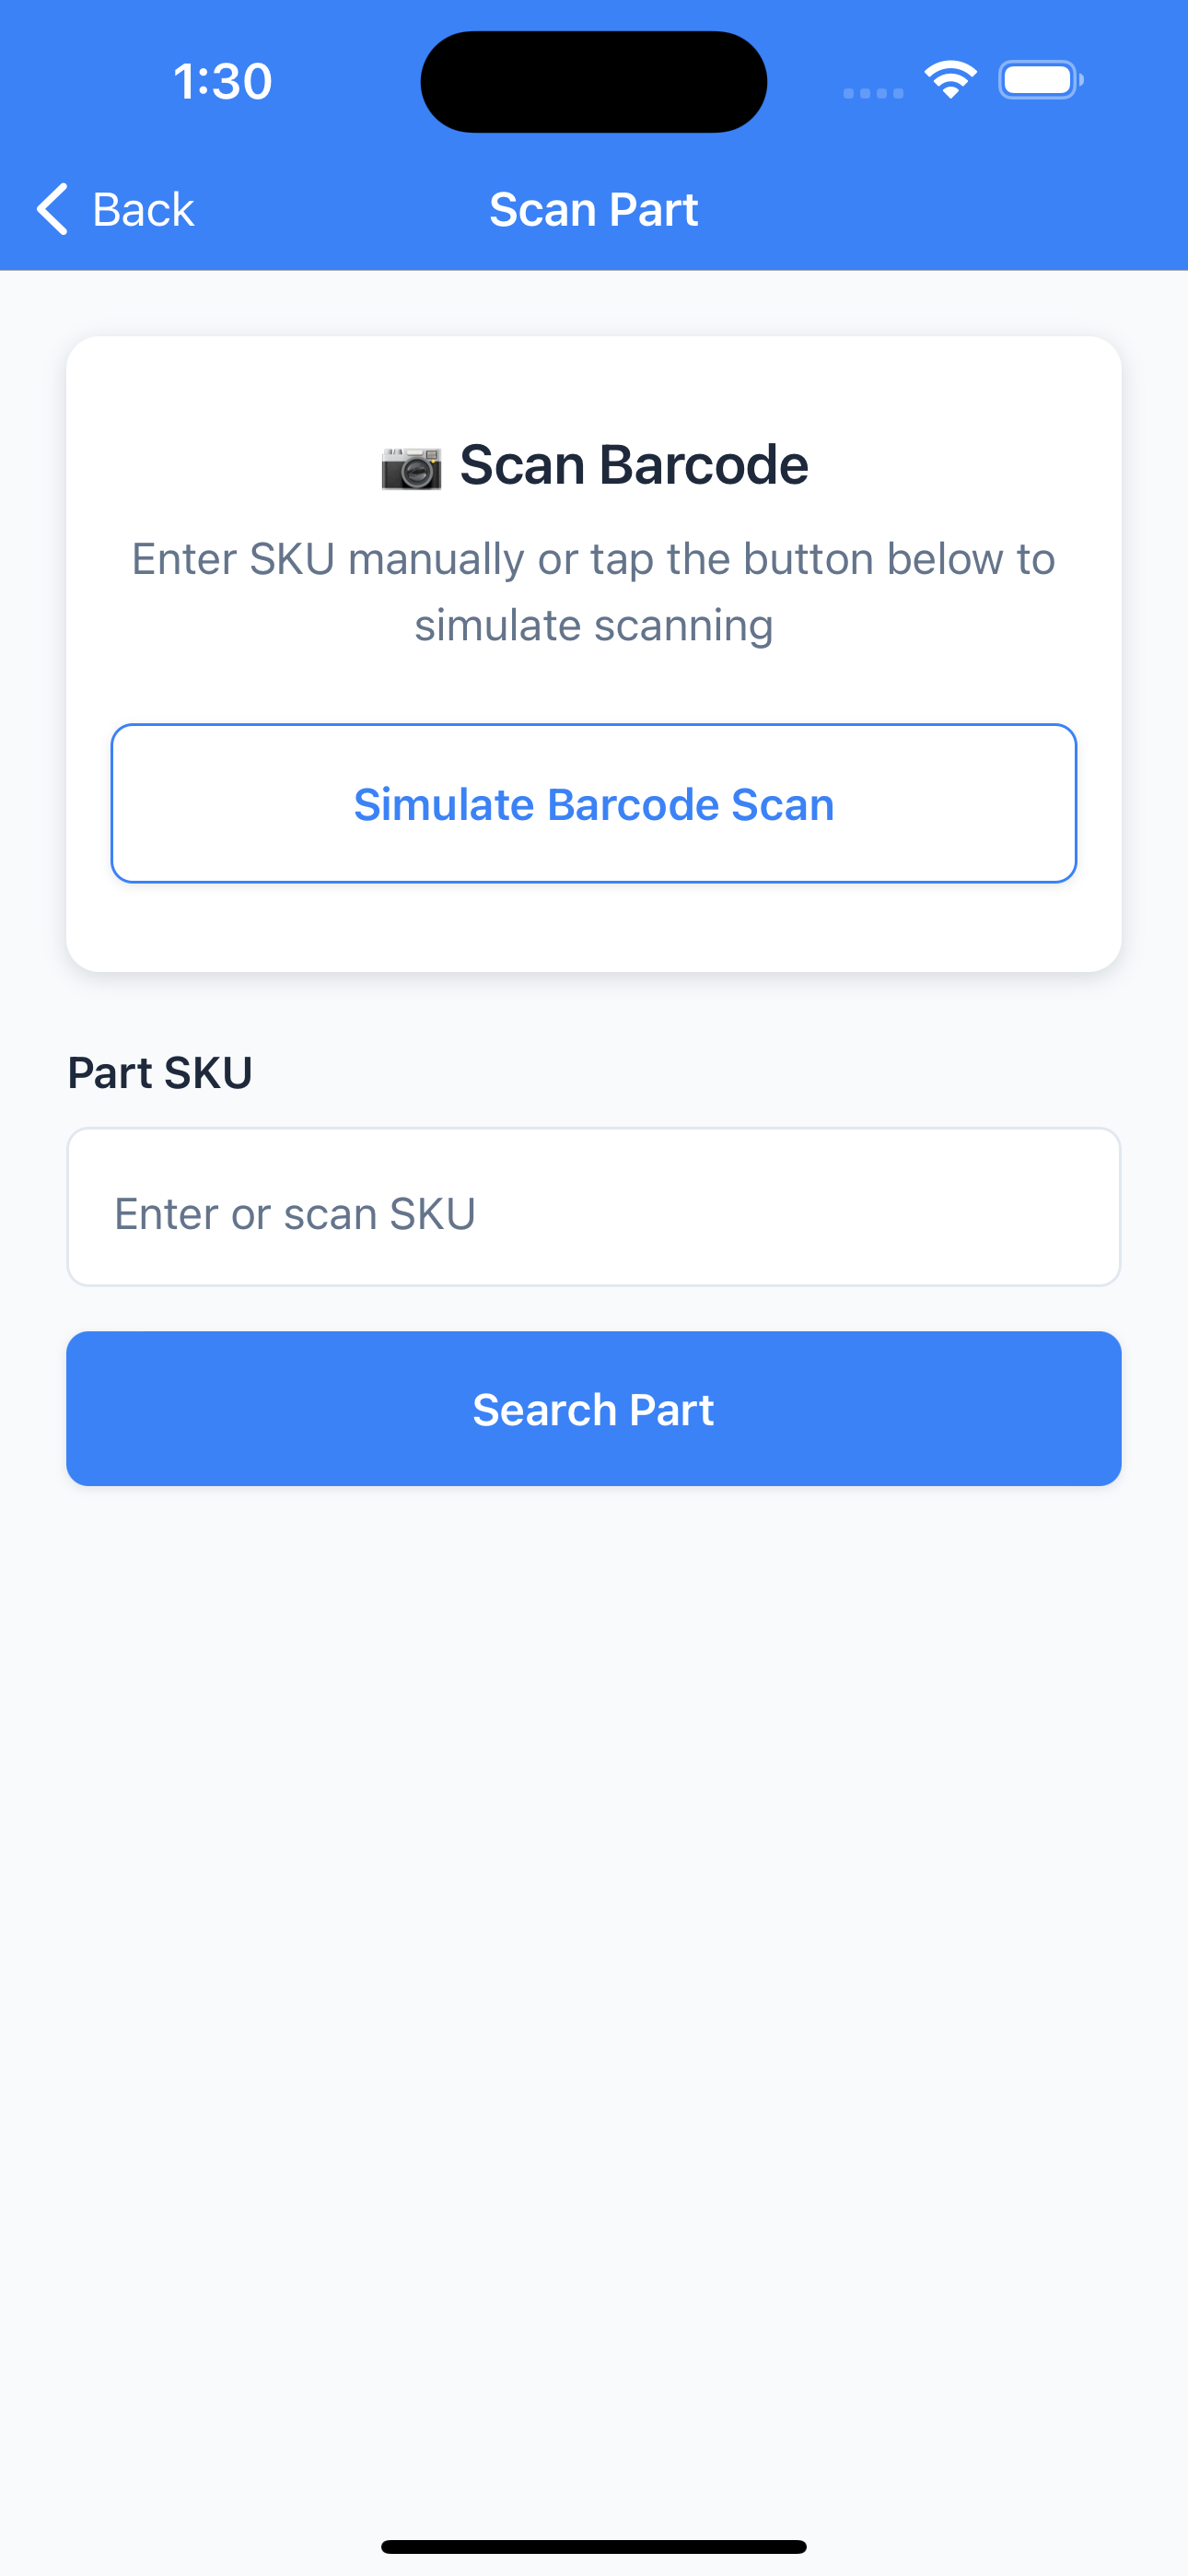 1:30
Back
Scan Part
📷 Scan Barcode
Enter SKU manually or tap the button below to
simulate scanning
Simulate Barcode Scan
Part SKU
Enter or scan SKU
Search Part